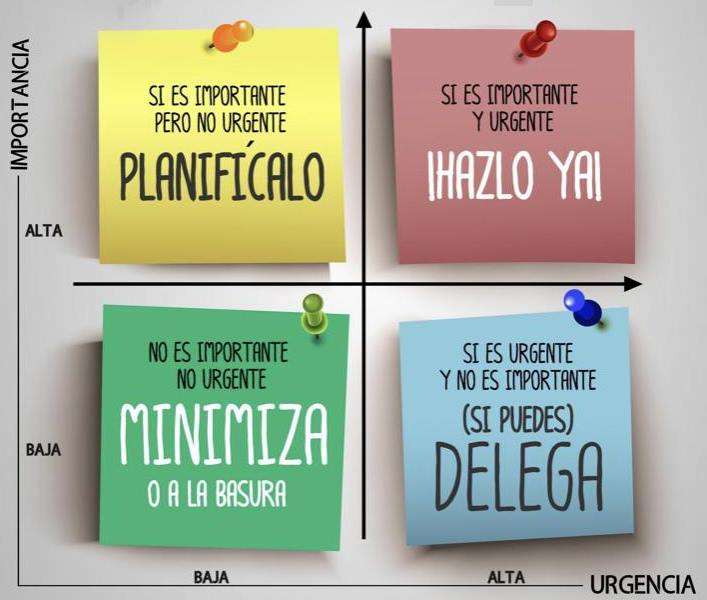 IMPORTANCIA
ALTA
SI ES IMPORTANTE
PERO NO URGENTE
PLANIFÍCALO
SI ES IMPORTANTE
Y URGENTE
¡HAZLO YA!
BAJA
NO ES IMPORTANTE
NO URGENTE
MINIMIZA
O A LA BASURA
SI ES URGENTE
Y NO ES IMPORTANTE
(SI PUEDES)
DELEGA
BAJA
ALTA
URGENCIA